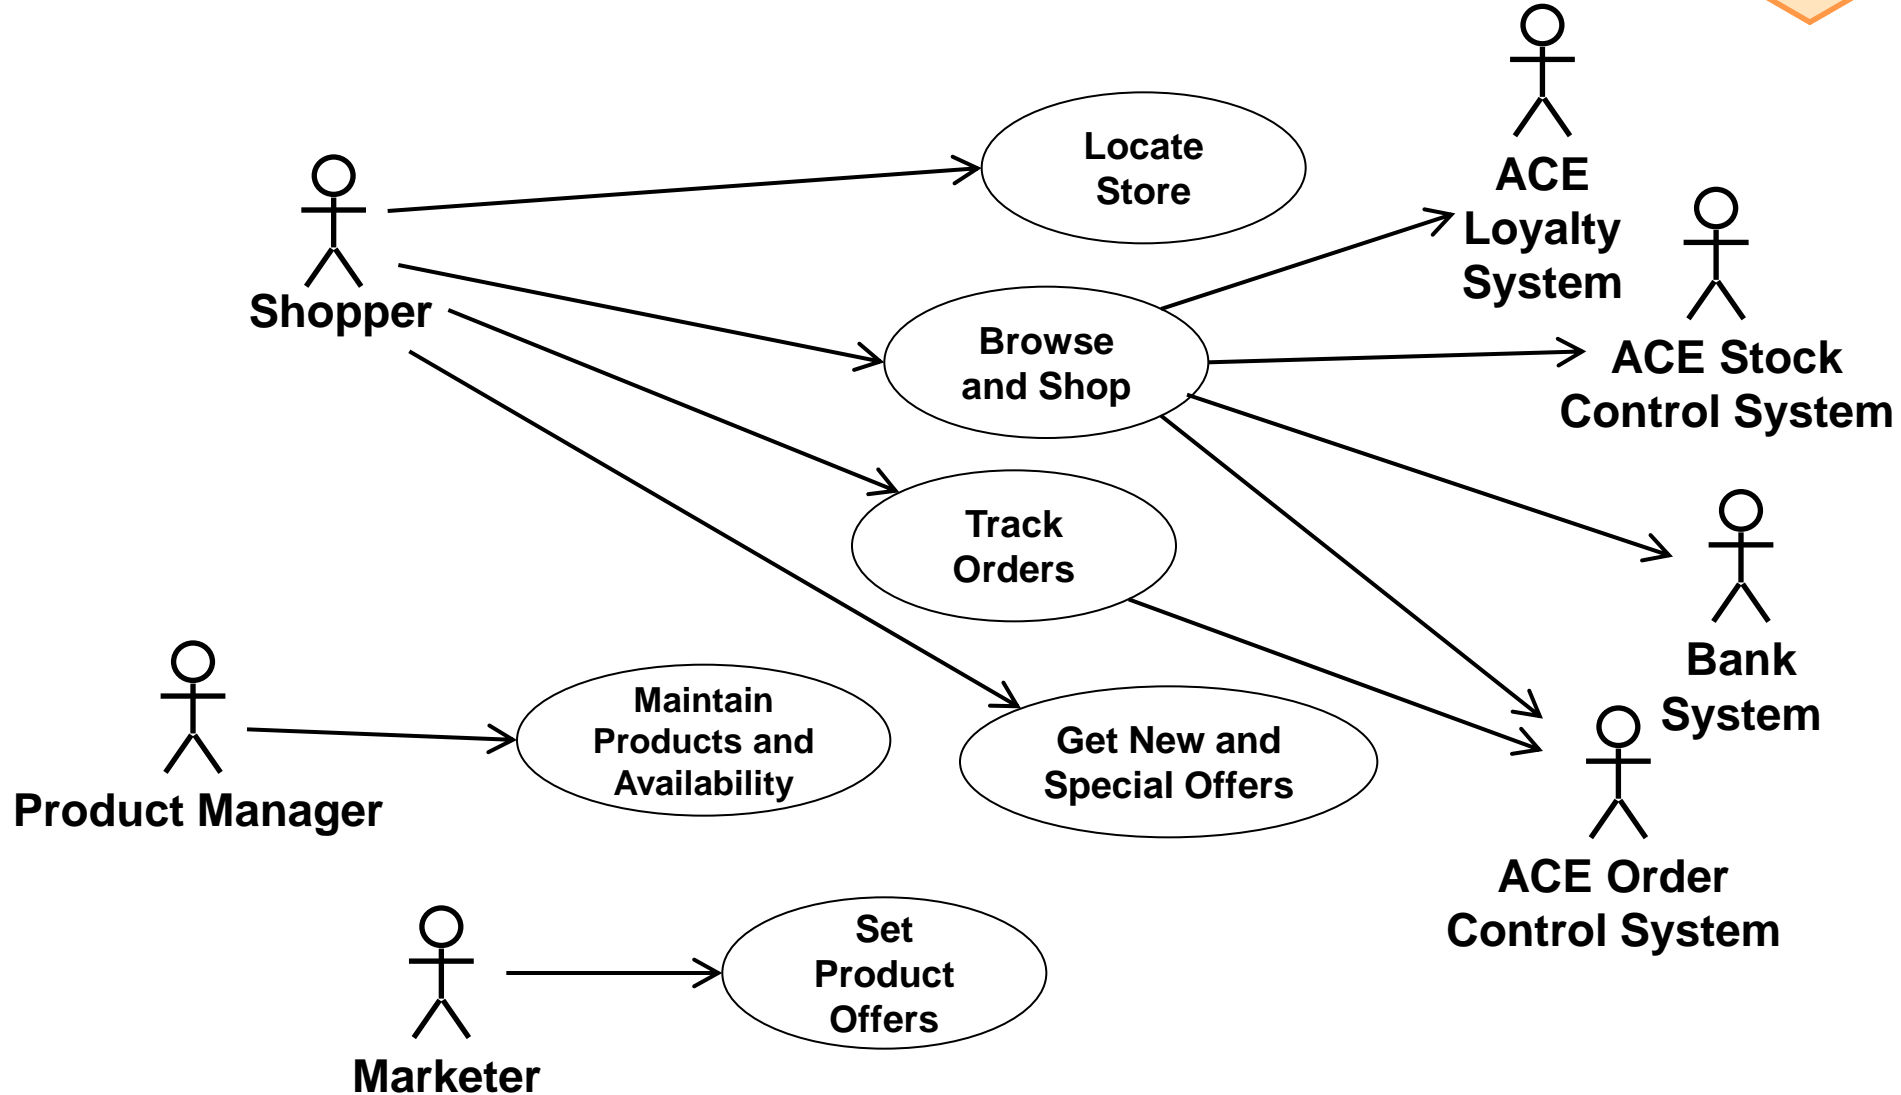 Locate
Store
ACE
Loyalty
System
Shopper
Browse
and Shop
ACE Stock
Control System
Track
Orders
Bank
System
Maintain
Products and
Availability
Get New and
Special Offers
Product Manager
ACE Order
Control System
Set
Product
Offers
Marketer